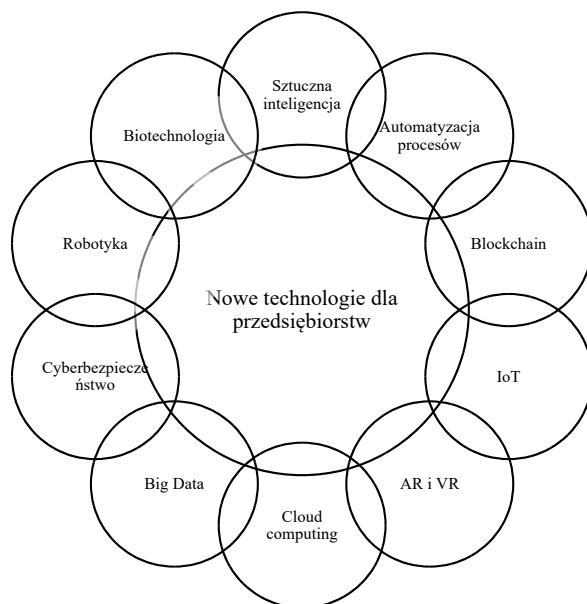 Sztuczna
inteligencja
Automatyzacja
procesów
Blockchain
IoT
AR i VR
Cloud
computing
Big Data
Cyberbezpiecze
ństwo
Robotyka
Biotechnologia
Nowe technologie dla
przedsiębiorstw